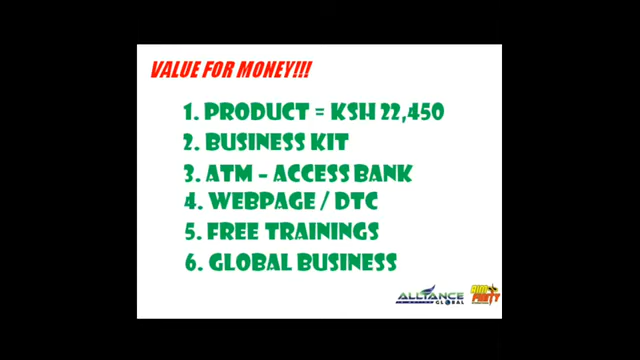 VALUE FOR MONEY!!!
1. PRODUCT = KSH 22,450
2. BUSINESS KIT
3. ATM – ACCESS BANK
4. WEBPAGE / DTC
5. FREE TRAININGS
6. GLOBAL BUSINESS
ALLIANCE
GLOBAL